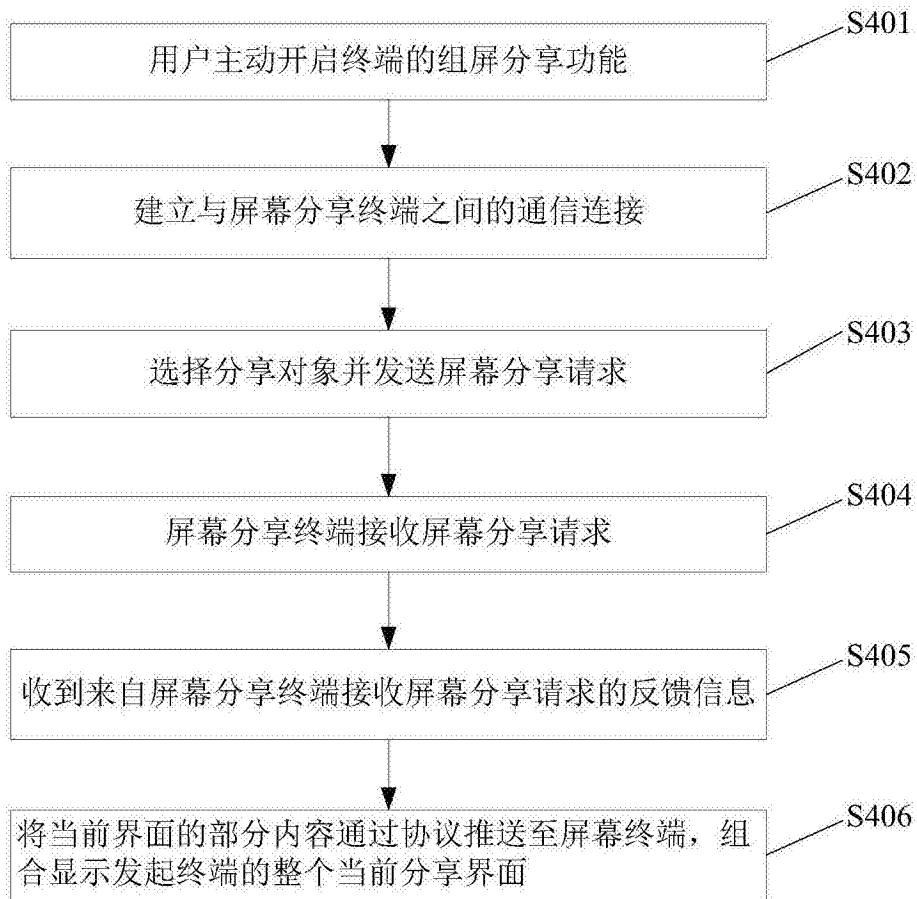 S401
用户主动开启终端的组屏分享功能
S402
建立与屏幕分享终端之间的通信连接
S403
选择分享对象并发送屏幕分享请求
S404
屏幕分享终端接收屏幕分享请求
S405
收到来自屏幕分享终端接收屏幕分享请求的反馈信息
S406
将当前界面的部分内容通过协议推送至屏幕终端，组
合显示发起终端的整个当前分享界面